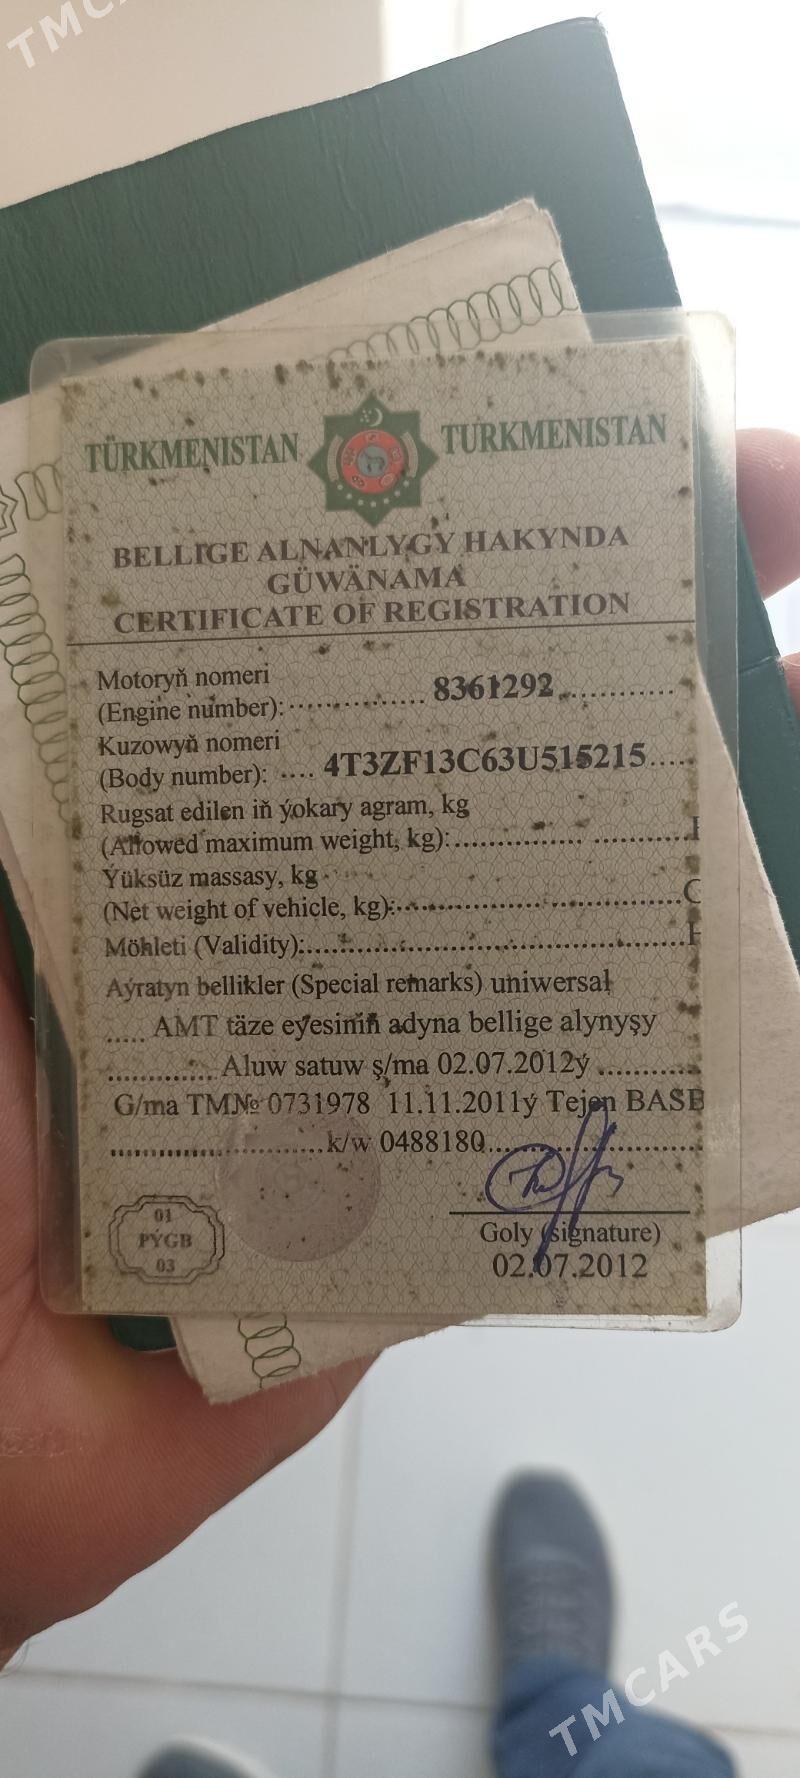 TMC
TÜRKMENISTAN TURKMENISTAN
BELLIGE ALNANLYGY HAKYNDA
GÜWÄNAMA
CERTIFICATE OF REGISTRATION
Motoryň nomeri
(Engine number): 8361292
Kuzowyň nomeri
(Body number): .... 4T3ZF13C63U515215.....
Rugsat edilen iň ýokary agram, kg
(Allowed maximum weight, kg):
Ýüksüz massasy, kg
(Net weight of vehicle, kg):
Möhleti (Validity):
Aýratyn bellikler (Special remarks) uniwersal
..... AMT täze eýesiniň adyna bellige alynyşy
Aluw satuw ş/ma 02.07.2012ý
G/ma TM№ 0731978 11.11.2011ý Tejen BASB
k/w 0488180
01
PÝGB
03
Goly (signature)
02.07.2012
TMCARS